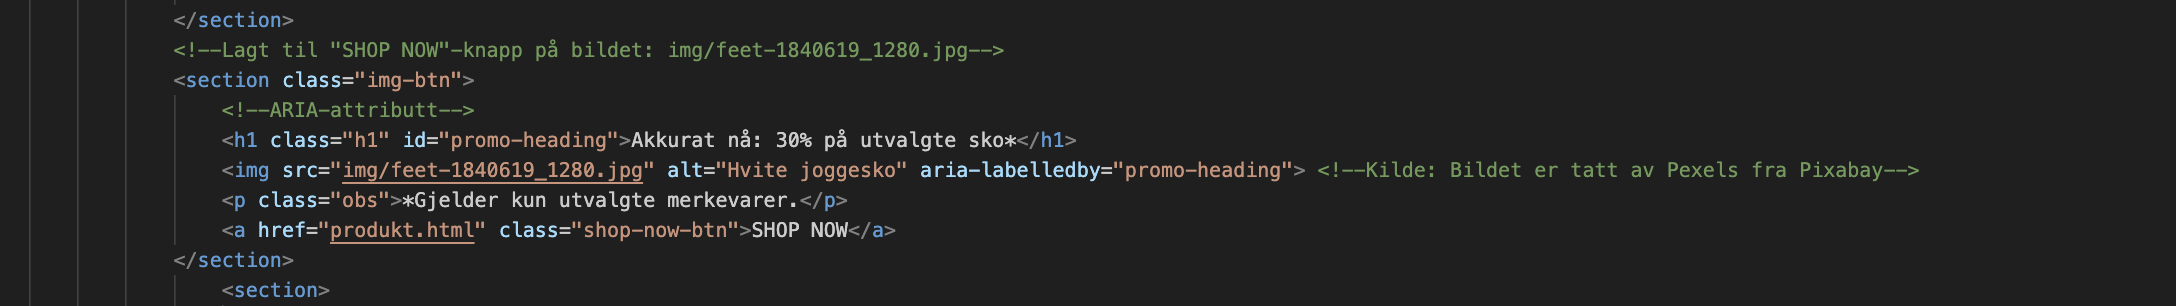 </section>
<!--Lagt til "SHOP NOW"-knapp på bildet: img/feet-1840619_1280.jpg-->
<section class="img-btn">
<!--ARIA-attributt-->
<h1 class="h1" id="promo-heading">Akkurat nå: 30% på utvalgte sko*</h1>
<img src="img/feet-1840619_1280.jpg" alt="Hvite joggesko" aria-labelledby="promo-heading"> <!--Kilde: Bildet er tatt av Pexels fra Pixabay-->
<p class="obs">*Gjelder kun utvalgte merkevarer.</p>
<a href="produkt.html" class="shop-now-btn">SHOP NOW</a>
</section>
<section>